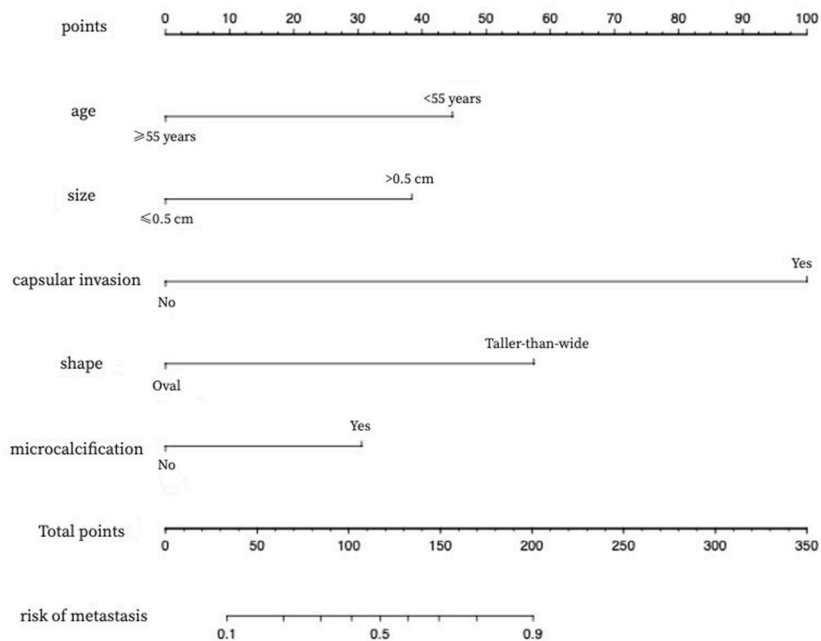 points 0 10 20 30 40 50 60 70 80 90 100
<55 years
age
⩾55 years
>0.5 cm
size
⩽0.5 cm
Yes
capsular invasion
No
Taller-than-wide
shape
Oval
Yes
microcalcification
No
Total points
0 50 100 150 200 250 300 350
risk of metastasis
0.1 0.5 0.9